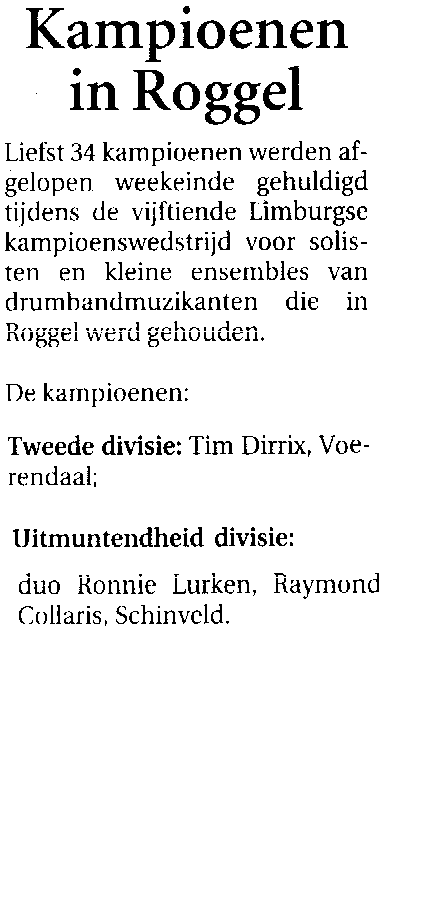 Kampioenen
in Roggel
Liefst 34 kampioenen werden af-
gelopen weekeinde gehuldigd
tijdens de vijftiende Limburgse
kampioenswedstrijd voor solis-
ten en kleine ensembles van
drumbandmuzikanten die in
Roggel werd gehouden.
De kampioenen:
Tweede divisie: Tim Dirrix, Voe-
rendaal;
Uitmuntendheid divisie:
duo Ronnie Lurken, Raymond
Collaris, Schinveld.